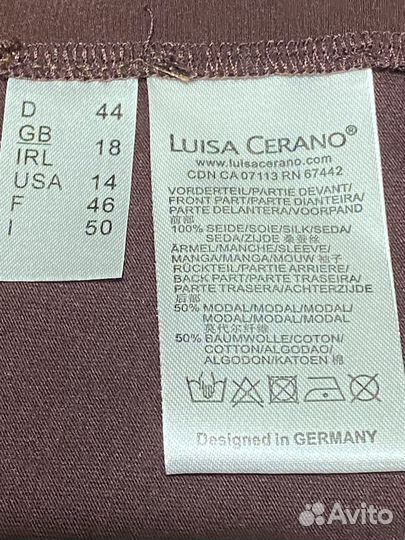 D 44
GB
IRL 18
USA 14
F 46
I 50
LUISA CERANO®
www.luisacerano.com
CDN CA 07113 RN 67442
VORDERTEIL/PARTIE DEVANT/
FRONT PART/PARTE DIANTEIRA/
PARTE DELANTERA/VOORPAND
前部
100% SEIDE/SOIE/SILK/SEDA/
SEDA/ZIJDE 桑蚕丝
ÄRMEL/MANCHE/SLEEVE/
MANGA/MANGA/MOUW 袖子
RÜCKTEIL/PARTIE ARRIERE/
BACK PART/PARTE TRASEIRA/
PARTE TRASERA/ACHTERZIJDE
后部
50% MODAL/MODAL/MODAL/
MODAL/MODAL/MODAL
莫代尔纤维
50% BAUMWOLLE/COTON/
COTTON/ALGODAO/
ALGODON/KATOEN 棉
Designed in GERMANY
Avito